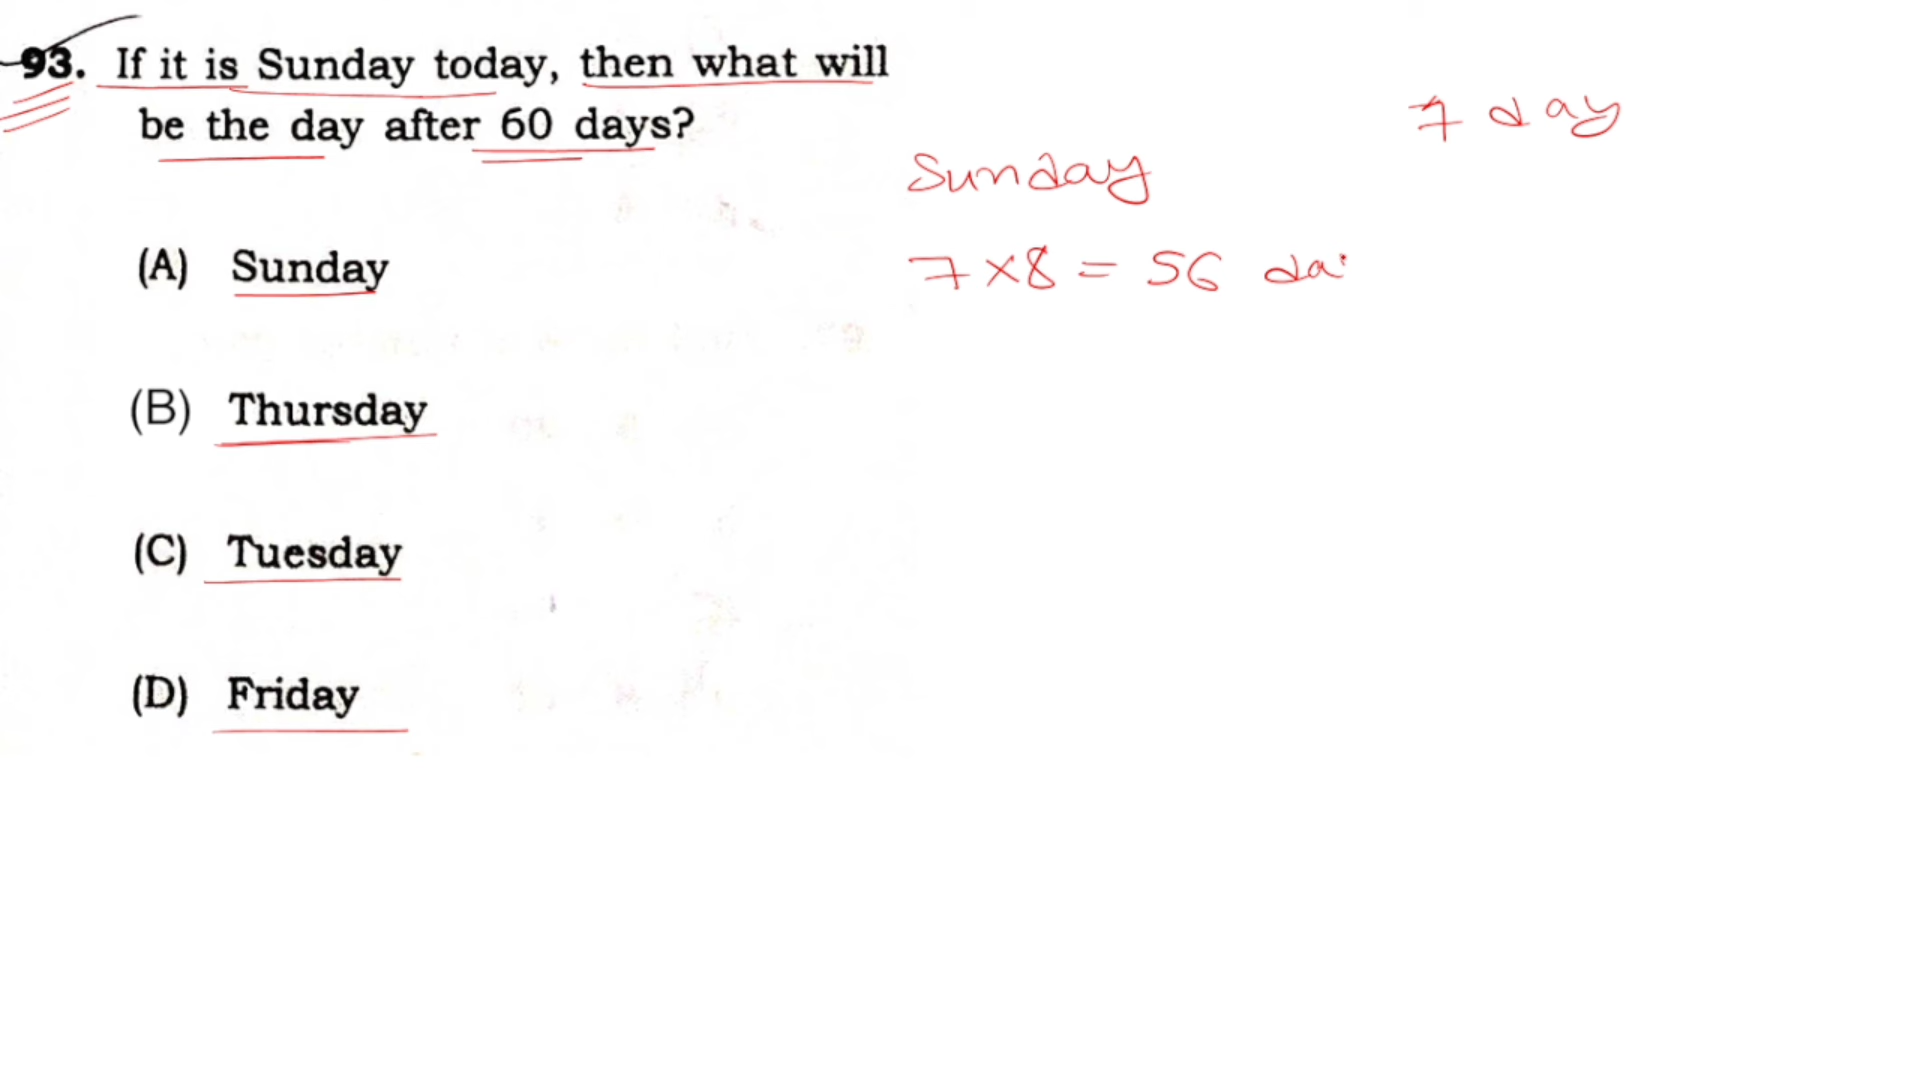 93. If it is Sunday today, then what will
be the day after 60 days?
7 day
Sunday
(A) Sunday
7 × 8 = 56 da
(B) Thursday
(C) Tuesday
(D) Friday